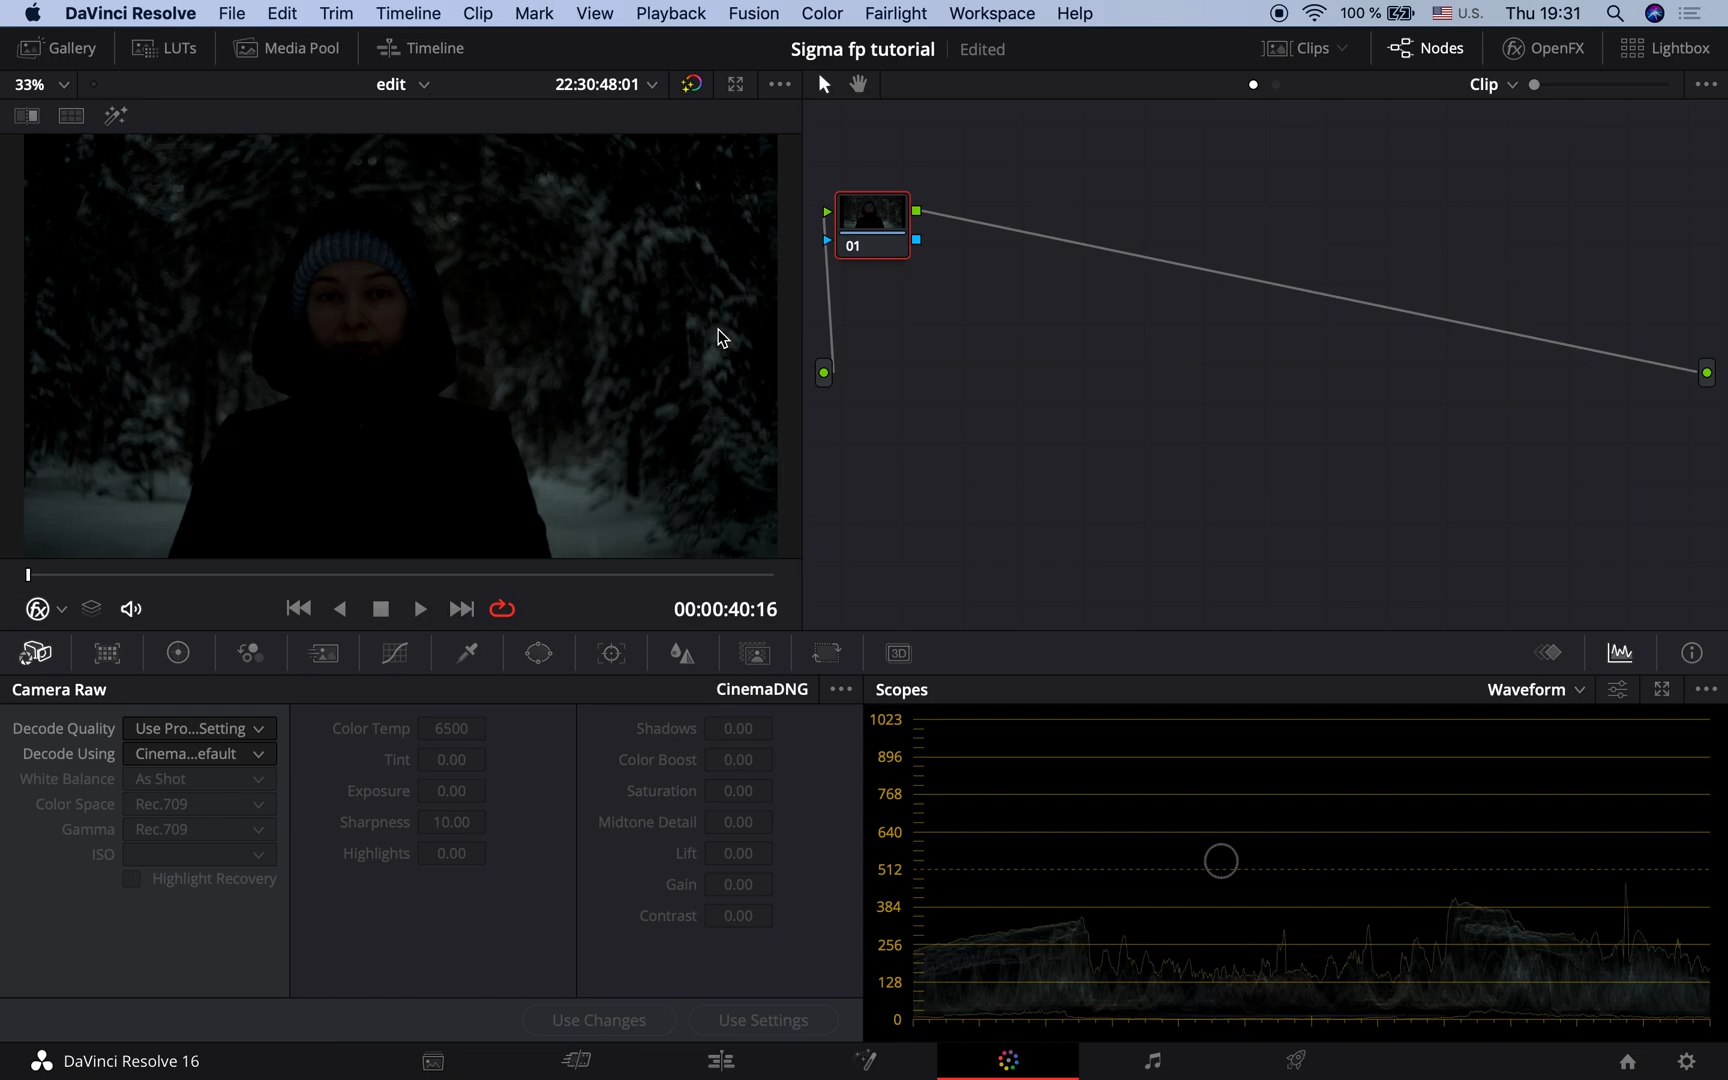 DaVinci Resolve File Edit Trim Timeline Clip Mark View Playback Fusion Color Fairlight Workspace Help 100 % U.S. Thu 19:31
Gallery LUTs Media Pool Timeline Sigma fp tutorial Edited Clips Nodes OpenFX Lightbox
33% edit 22:30:48:01 Clip
01
fx 00:00:40:16
3D
Camera Raw CinemaDNG Scopes Waveform
Decode Quality Use Pro...Setting Color Temp 6500 Shadows 0.00 1023
Decode Using Cinema...efault Tint 0.00 Color Boost 0.00 896
White Balance As Shot Exposure 0.00 Saturation 0.00 768
Color Space Rec.709 Sharpness 10.00 Midtone Detail 0.00 640
Gamma Rec.709 Highlights 0.00 Lift 0.00 512
ISO Gain 0.00 384
Highlight Recovery Contrast 0.00 256
128
0
Use Changes Use Settings
DaVinci Resolve 16